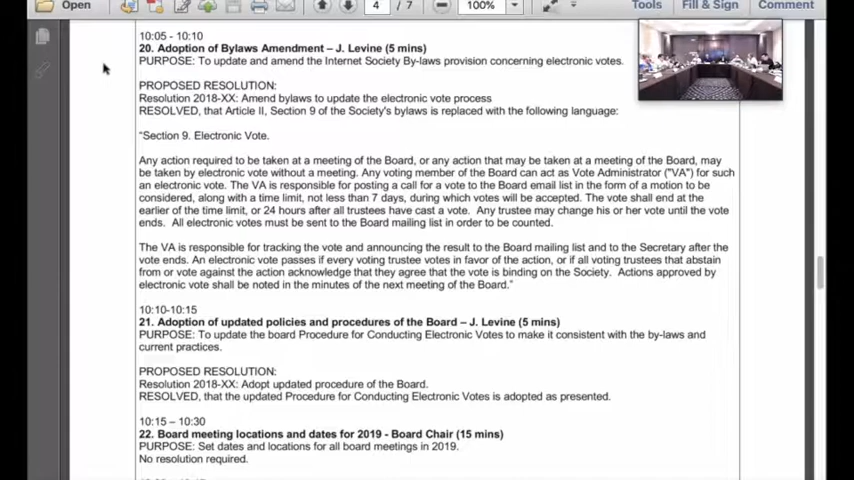 Open
4 / 7
100%
Tools
Fill & Sign
Comment
10:05 - 10:10
20. Adoption of Bylaws Amendment – J. Levine (5 mins)
PURPOSE: To update and amend the Internet Society By-laws provision concerning electronic votes.
PROPOSED RESOLUTION:
Resolution 2018-XX: Amend bylaws to update the electronic vote process
RESOLVED, that Article II, Section 9 of the Society's bylaws is replaced with the following language:
"Section 9. Electronic Vote.
Any action required to be taken at a meeting of the Board, or any action that may be taken at a meeting of the Board, may
be taken by electronic vote without a meeting. Any voting member of the Board can act as Vote Administrator ("VA") for such
an electronic vote. The VA is responsible for posting a call for a vote to the Board email list in the form of a motion to be
considered, along with a time limit, not less than 7 days, during which votes will be accepted. The vote shall end at the
earlier of the time limit, or 24 hours after all trustees have cast a vote. Any trustee may change his or her vote until the vote
ends. All electronic votes must be sent to the Board mailing list in order to be counted.
The VA is responsible for tracking the vote and announcing the result to the Board mailing list and to the Secretary after the
vote ends. An electronic vote passes if every voting trustee votes in favor of the action, or if all voting trustees that abstain
from or vote against the action acknowledge that they agree that the vote is binding on the Society. Actions approved by
electronic vote shall be noted in the minutes of the next meeting of the Board."
10:10-10:15
21. Adoption of updated policies and procedures of the Board – J. Levine (5 mins)
PURPOSE: To update the board Procedure for Conducting Electronic Votes to make it consistent with the by-laws and
current practices.
PROPOSED RESOLUTION:
Resolution 2018-XX: Adopt updated procedure of the Board.
RESOLVED, that the updated Procedure for Conducting Electronic Votes is adopted as presented.
10:15 – 10:30
22. Board meeting locations and dates for 2019 - Board Chair (15 mins)
PURPOSE: Set dates and locations for all board meetings in 2019.
No resolution required.